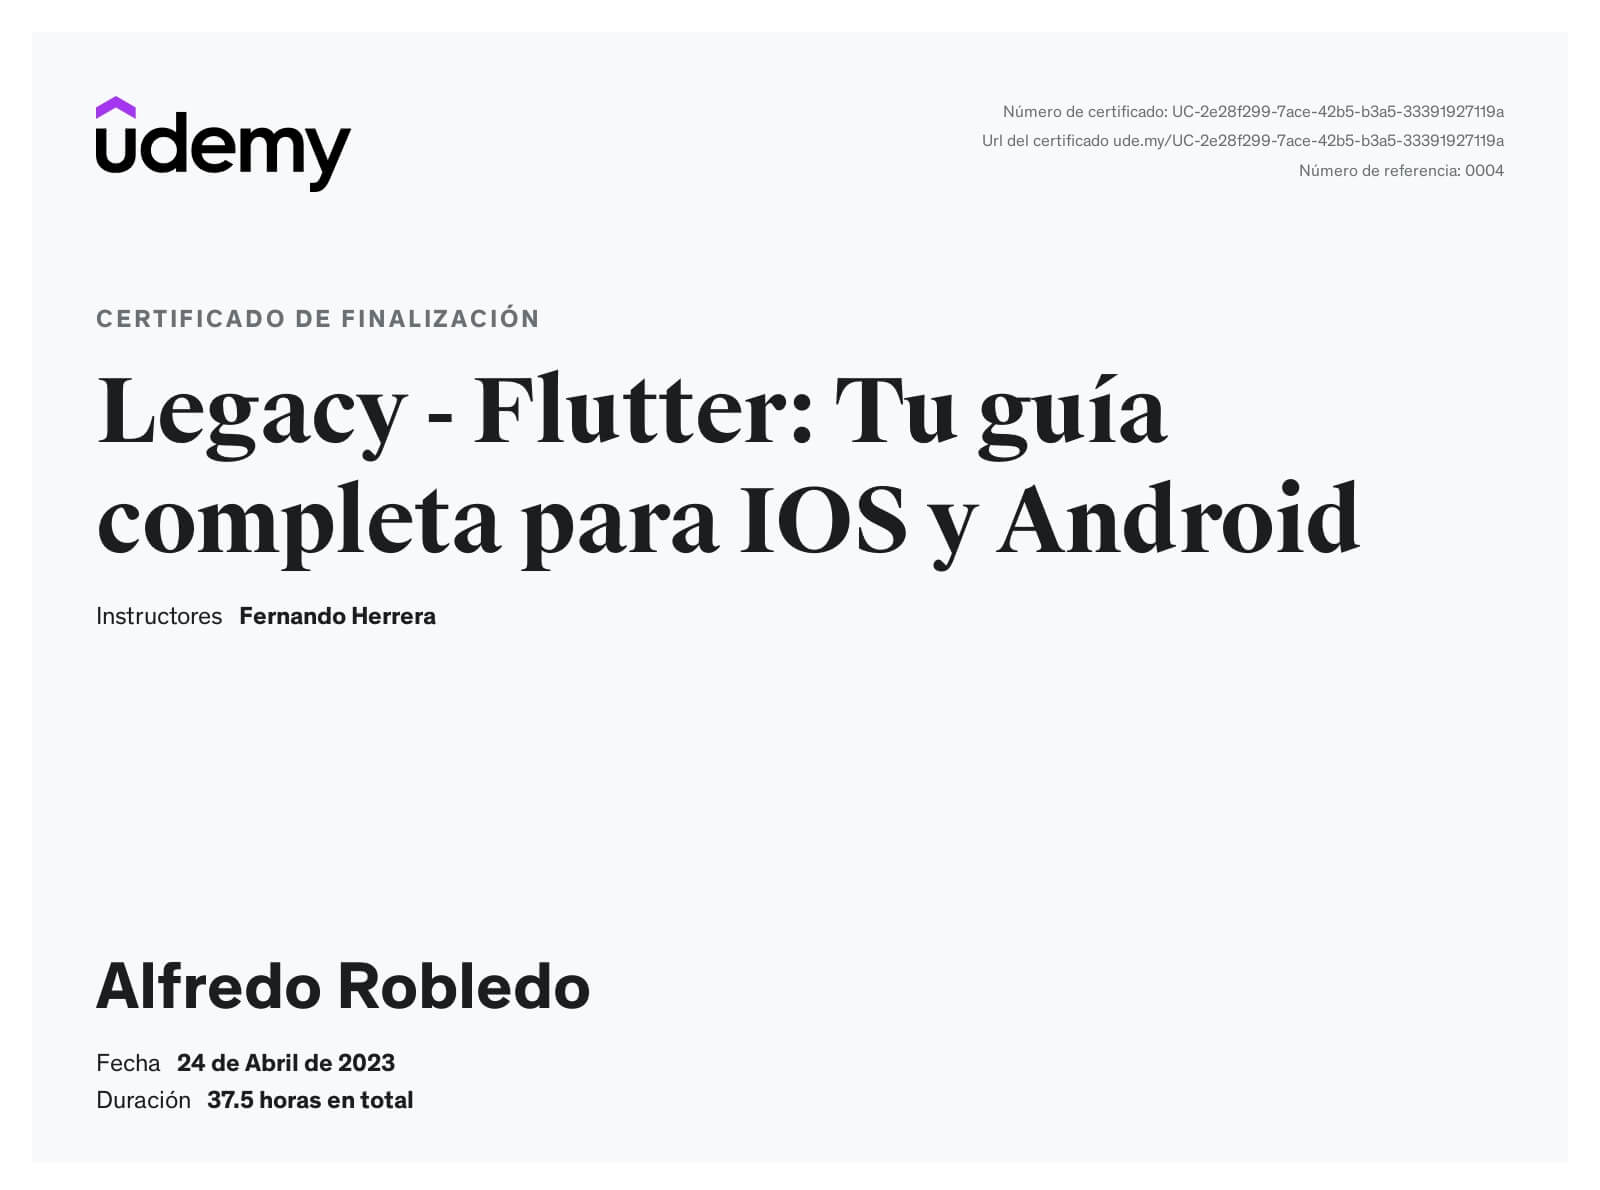 udemy
Número de certificado: UC-2e28f299-7ace-42b5-b3a5-33391927119a
Url del certificado ude.my/UC-2e28f299-7ace-42b5-b3a5-33391927119a
Número de referencia: 0004
CERTIFICADO DE FINALIZACIÓN
Legacy - Flutter: Tu guía
completa para IOS y Android
Instructores Fernando Herrera
Alfredo Robledo
Fecha 24 de Abril de 2023
Duración 37.5 horas en total